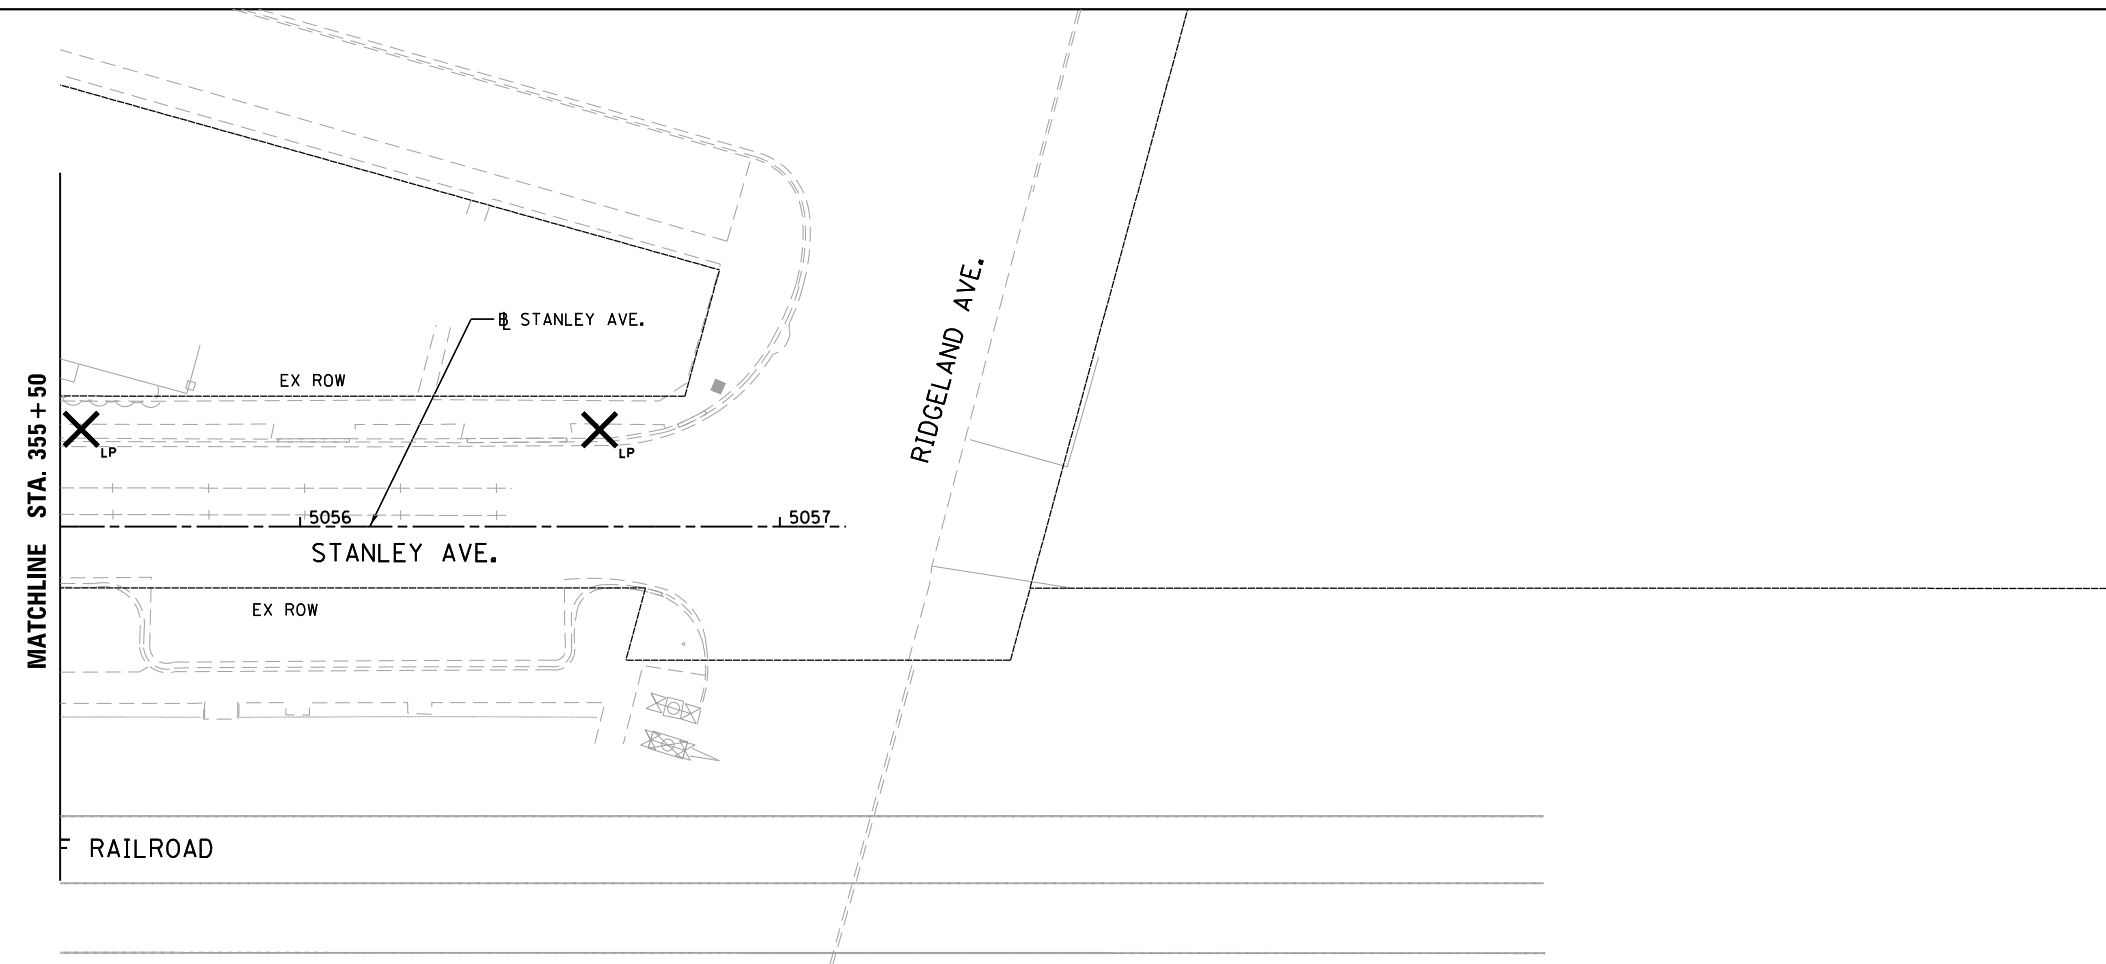 RIDGELAND AVE.
℄ STANLEY AVE.
EX ROW
LP
LP
5056
5057
STANLEY AVE.
EX ROW
MATCHLINE STA. 355+50
F RAILROAD